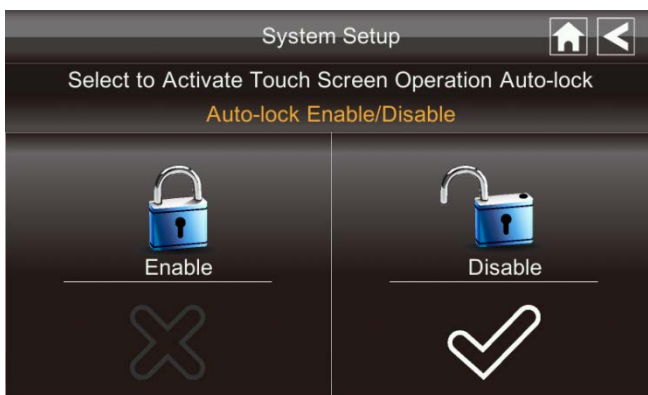 System Setup
Select to Activate Touch Screen Operation Auto-lock
Auto-lock Enable/Disable
Enable
Disable